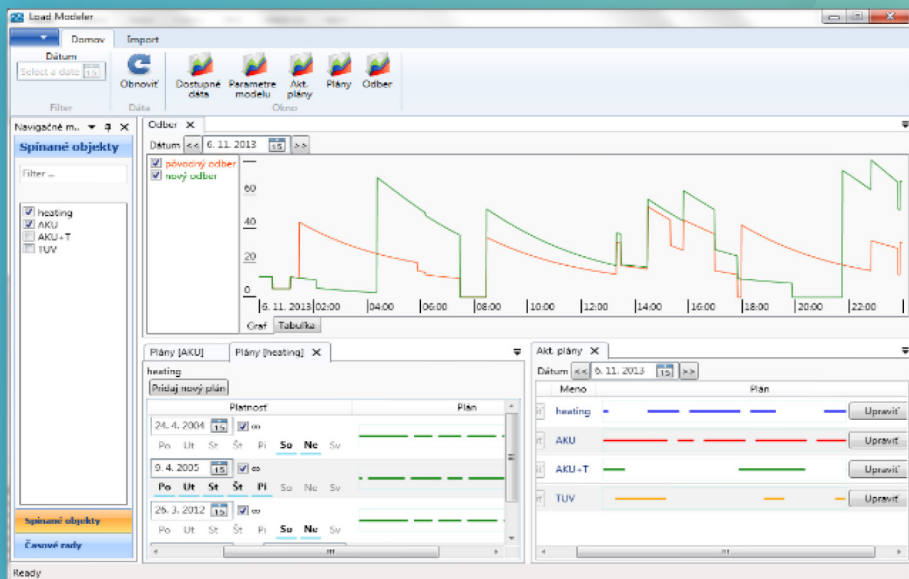 Load Modeler
Domov Import
Dátum
Select a date 15
Obnoviť
Dostupné dáta
Parametre modelu
Akt. plány
Plány
Odber
Filter Dáta Okno
Navigačné m..
Spínané objekty
Filter ...
heating
AKU
AKU+T
TUV
Spínané objekty
Časové rady
Odber
Dátum << 6. 11. 2013 15 >>
pôvodný odber
nový odber
60
40
20
0
6. 11. 2013 02:00 04:00 06:00 08:00 10:00 12:00 14:00 16:00 18:00 20:00 22:00
Graf Tabuľka
Plány [AKU] Plány [heating]
heating
Pridaj nový plán
Platnosť Plán
24. 4. 2004 15 ∞
Po Ut St Št Pi So Ne Sv
9. 4. 2005 15 ∞
Po Ut St Št Pi So Ne Sv
26. 3. 2012 15 ∞
Po Ut St Št Pi So Ne Sv
Akt. plány
Dátum << 6. 11. 2013 15 >>
Meno Plán
heating Upraviť
AKU Upraviť
AKU+T Upraviť
TUV Upraviť
Ready